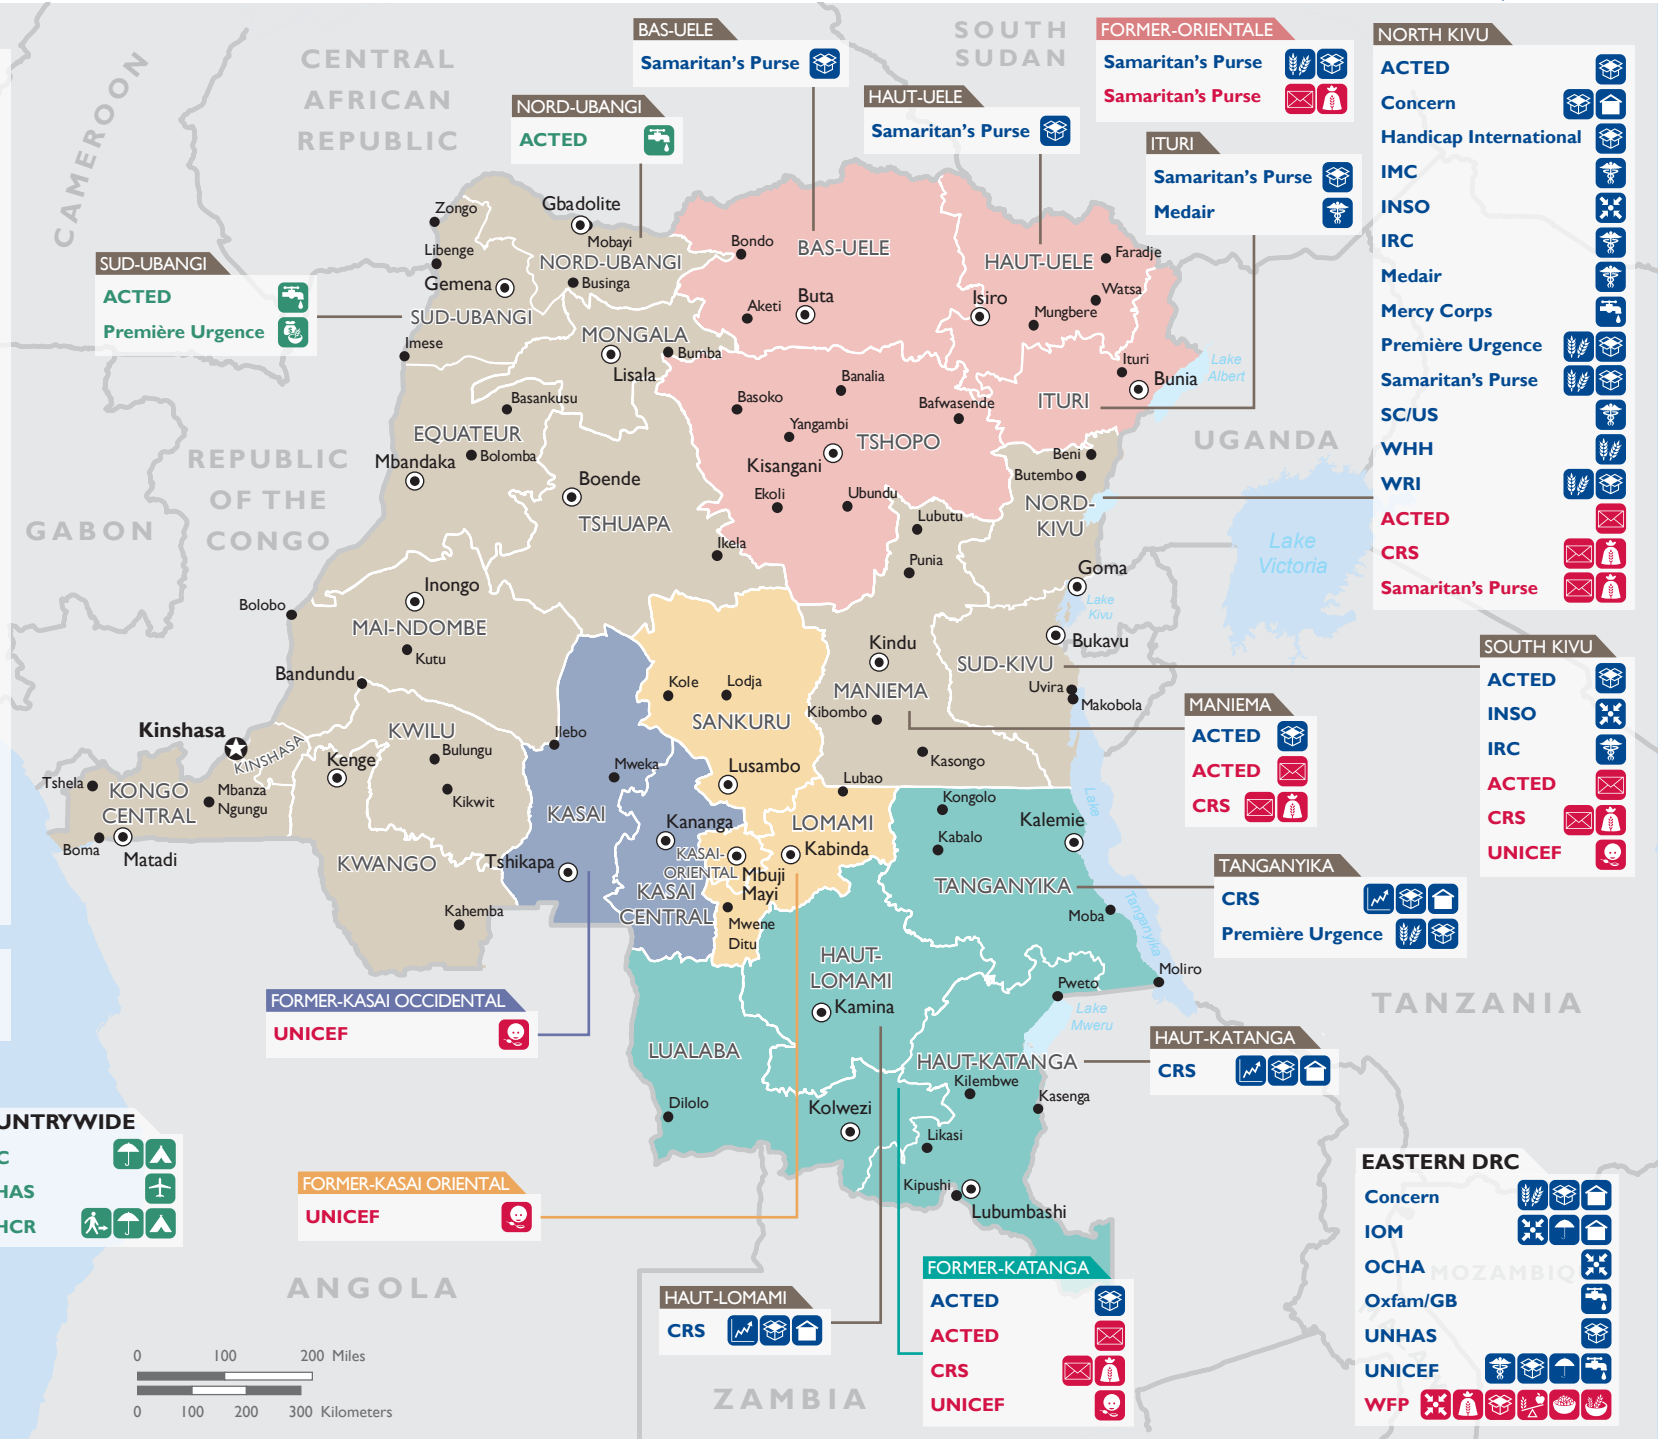 BAS-UELE
Samaritan's Purse
SOUTH
SUDAN
FORMER-ORIENTALE
Samaritan's Purse
Samaritan's Purse
NORTH KIVU
ACTED
Concern
Handicap International
IMC
INSO
IRC
Medair
Mercy Corps
Première Urgence
Samaritan's Purse
SC/US
WHH
WRI
ACTED
CRS
Samaritan's Purse
CENTRAL
AFRICAN
REPUBLIC
CAMEROON
NORD-UBANGI
ACTED
HAUT-UELE
Samaritan's Purse
ITURI
Samaritan's Purse
Medair
SUD-UBANGI
ACTED
Première Urgence
Zongo
Gbadolite
Mobayi
Libenge
NORD-UBANGI
Gemena
Businga
SUD-UBANGI
Imese
MONGALA
Lisala
Bumba
Bondo
BAS-UELE
Aketi
Buta
HAUT-UELE
Faradje
Isiro
Watsa
Mungbere
Ituri
Bunia
ITURI
Lake
Albert
UGANDA
Basankusu
EQUATEUR
Mbandaka
Bolomba
Boende
TSHUAPA
Ikela
Banalia
Basoko
Yangambi
Bafwasende
TSHOPO
Kisangani
Ekoli
Ubundu
Beni
Butembo
NORD-
KIVU
Lubutu
Punia
Goma
Lake
Kivu
Lake
Victoria
GABON
REPUBLIC
OF THE
CONGO
Inongo
Bolobo
MAI-NDOMBE
Kutu
Bandundu
Kinshasa
KINSHASA
KWILU
Bulungu
Kenge
Kikwit
Tshela
KONGO
CENTRAL
Mbanza
Ngungu
Boma
Matadi
KWANGO
Kahemba
Ilebo
Mweka
KASAI
Tshikapa
Kole
Lodja
SANKURU
Lusambo
Kananga
KASAI-
ORIENTAL
Mbuji
Mayi
KASAI
CENTRAL
Mwene
Ditu
LOMAMI
Kabinda
Lubao
Kindu
MANIEMA
Kibombo
Kasongo
Bukavu
SUD-KIVU
Uvira
Makobola
SOUTH KIVU
ACTED
INSO
IRC
ACTED
CRS
UNICEF
MANIEMA
ACTED
ACTED
CRS
Kongolo
Kabalo
Kalemie
TANGANYIKA
Moba
Lake
Tanganyika
TANGANYIKA
CRS
Première Urgence
Moliro
Pweto
Lake
Mweru
TANZANIA
HAUT-
LOMAMI
Kamina
LUALABA
Dilolo
Kolwezi
HAUT-KATANGA
Kilembwe
Kasenga
Likasi
Kipushi
Lubumbashi
HAUT-KATANGA
CRS
FORMER-KASAI OCCIDENTAL
UNICEF
FORMER-KASAI ORIENTAL
UNICEF
UNTRYWIDE
C
HAS
HCR
ANGOLA
HAUT-LOMAMI
CRS
FORMER-KATANGA
ACTED
ACTED
CRS
UNICEF
ZAMBIA
EASTERN DRC
Concern
IOM
OCHA
MOZAMBIQ
Oxfam/GB
UNHAS
UNICEF
WFP
0 100 200 Miles
0 100 200 300 Kilometers